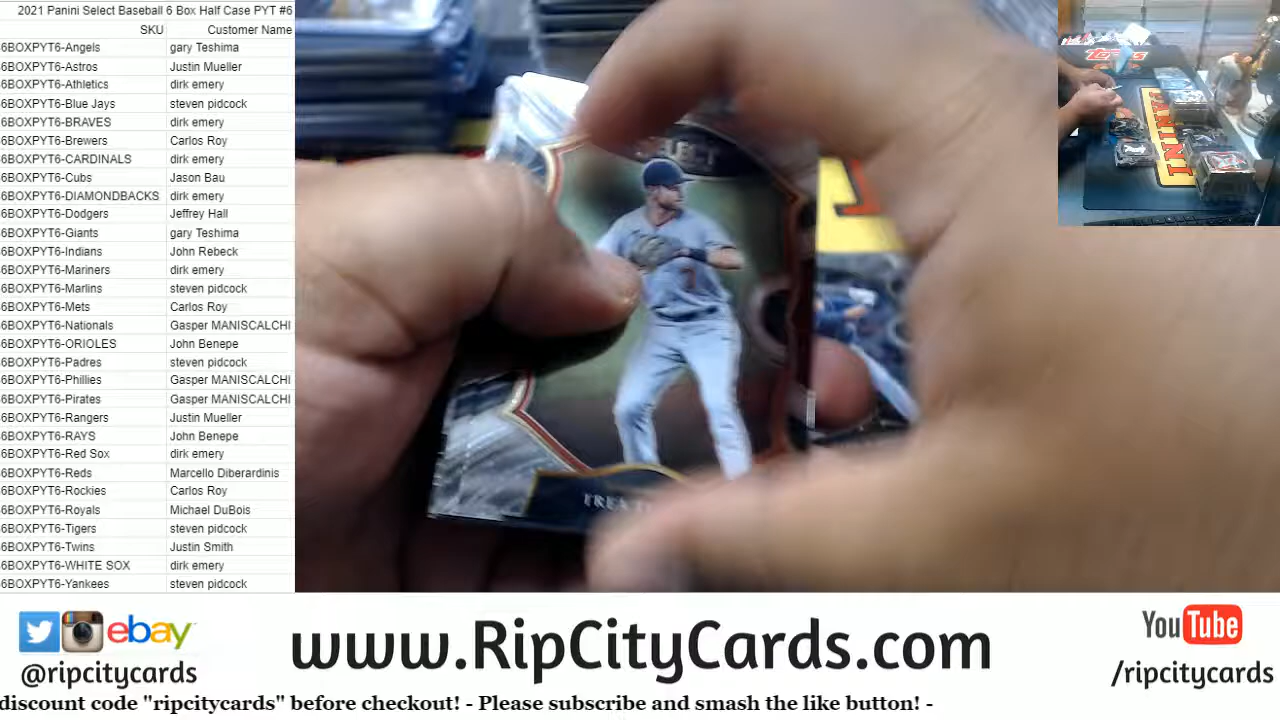 2021 Panini Select Baseball 6 Box Half Case PYT #6
SKU Customer Name
6BOXPYT6-Angels gary Teshima
6BOXPYT6-Astros Justin Mueller
6BOXPYT6-Athletics dirk emery
6BOXPYT6-Blue Jays steven pidcock
6BOXPYT6-BRAVES dirk emery
6BOXPYT6-Brewers Carlos Roy
6BOXPYT6-CARDINALS dirk emery
6BOXPYT6-Cubs Jason Bau
6BOXPYT6-DIAMONDBACKS dirk emery
6BOXPYT6-Dodgers Jeffrey Hall
6BOXPYT6-Giants gary Teshima
6BOXPYT6-Indians John Rebeck
6BOXPYT6-Mariners dirk emery
6BOXPYT6-Marlins steven pidcock
6BOXPYT6-Mets Carlos Roy
6BOXPYT6-Nationals Gasper MANISCALCHI
6BOXPYT6-ORIOLES John Benepe
6BOXPYT6-Padres steven pidcock
6BOXPYT6-Phillies Gasper MANISCALCHI
6BOXPYT6-Pirates Gasper MANISCALCHI
6BOXPYT6-Rangers Justin Mueller
6BOXPYT6-RAYS John Benepe
6BOXPYT6-Red Sox dirk emery
6BOXPYT6-Reds Marcello Diberardinis
6BOXPYT6-Rockies Carlos Roy
6BOXPYT6-Royals Michael DuBois
6BOXPYT6-Tigers steven pidcock
6BOXPYT6-Twins Justin Smith
6BOXPYT6-WHITE SOX dirk emery
6BOXPYT6-Yankees steven pidcock
PANINI
ebay
@ripcitycards
www.RipCityCards.com
YouTube
/ripcitycards
discount code "ripcitycards" before checkout! - Please subscribe and smash the like button! -